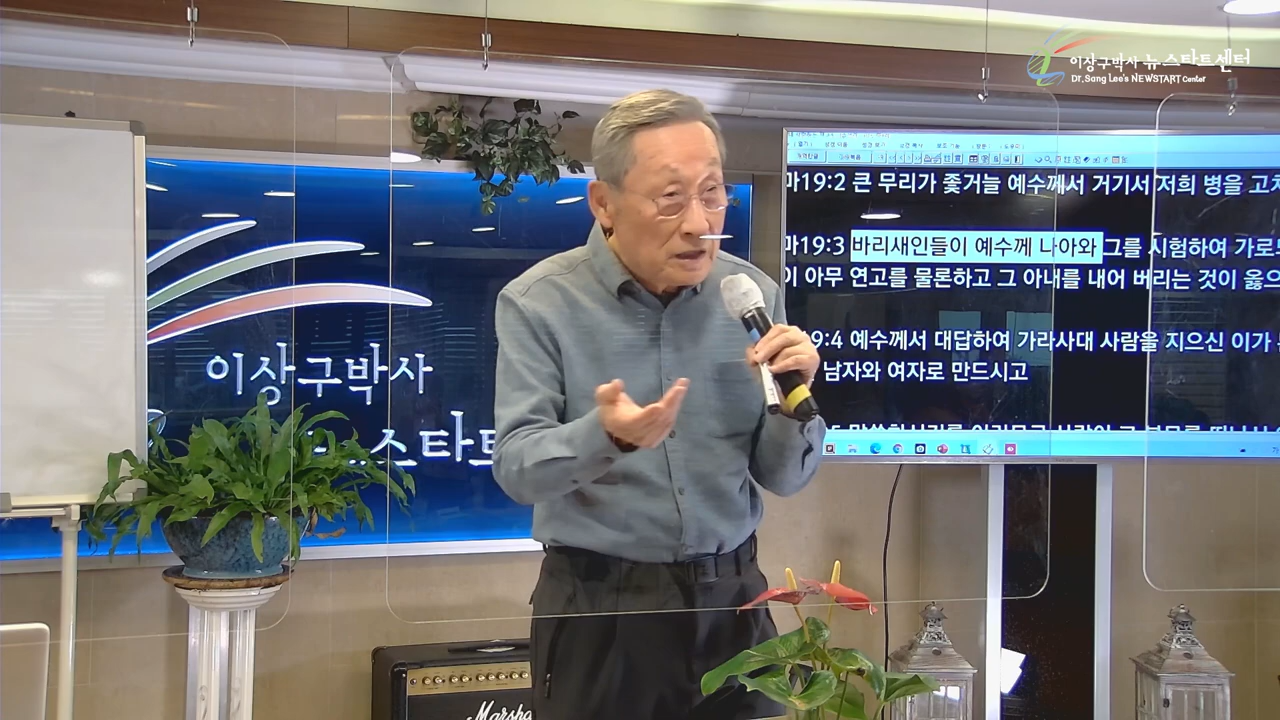 이상구박사 뉴스타트센터
Dr. Sang Lee's NEWSTART Center
마19:2 큰 무리가 좇거늘 예수께서 거기서 저희 병을 고치
마19:3 바리새인들이 예수께 나아와 그를 시험하여 가로되
이 아무 연고를 물론하고 그 아내를 내어 버리는 것이 옳으
9:4 예수께서 대답하여 가라사대 사람을 지으신 이가
남자와 여자로 만드시고
이상구박사
스타트
Marsha